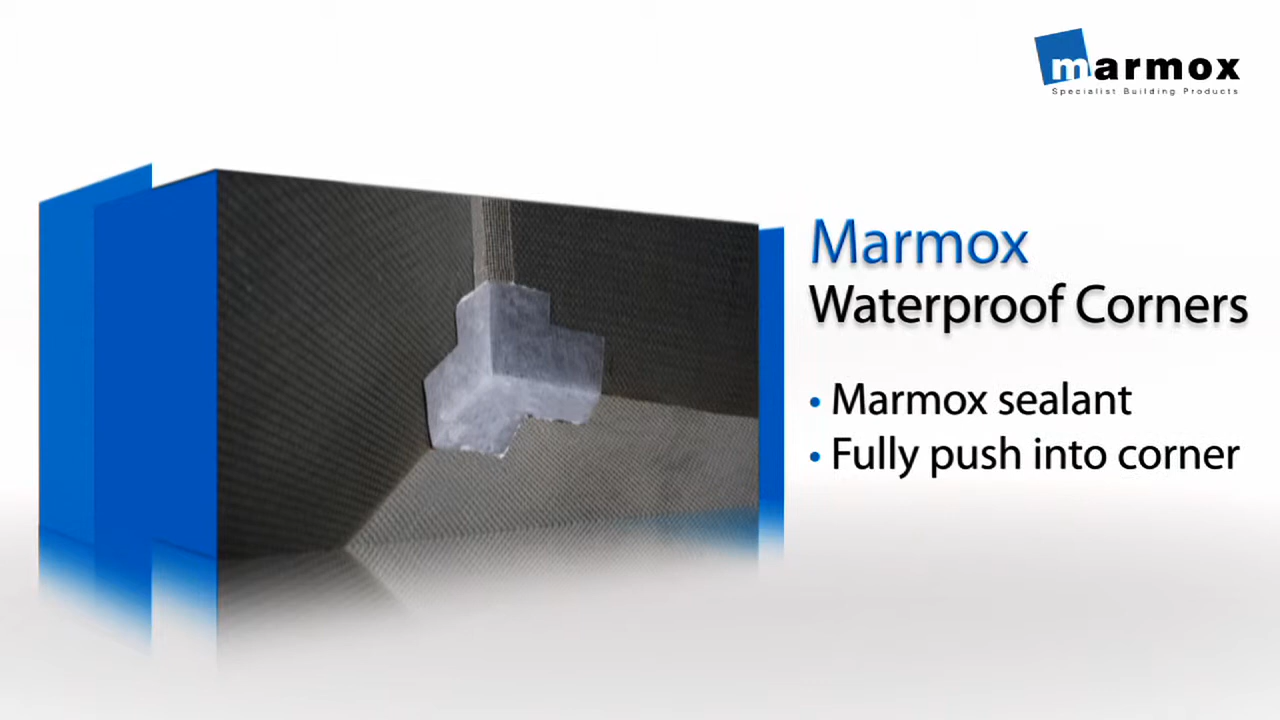 marmox
Specialist Building Products
Marmox
Waterproof Corners
• Marmox sealant
• Fully push into corner